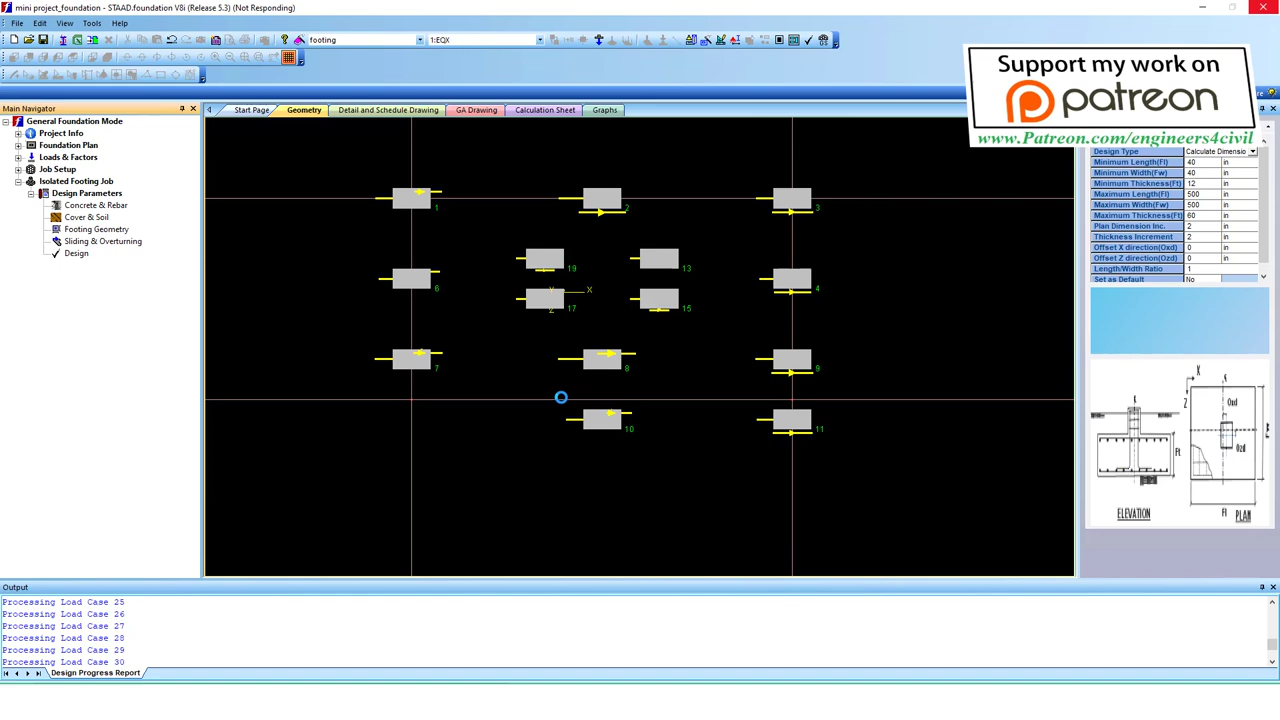 mini project_foundation - STAAD.foundation V8i (Release 5.3) (Not Responding)
File Edit View Tools Help
footing 1:EQX
Support my work on
patreon
www.Patreon.com/engineers4civil
Main Navigator
Start Page Geometry Detail and Schedule Drawing GA Drawing Calculation Sheet Graphs
General Foundation Mode
Project Info
Foundation Plan
Loads & Factors
Job Setup
Isolated Footing Job
Design Parameters
Concrete & Rebar
Cover & Soil
Footing Geometry
Sliding & Overturning
Design
1 2 3
19 13
6 4
Y X
17 15
Z
7 8 9
10 11
Design Type Calculate Dimensio
Minimum Length(Fl) 40 in
Minimum Width(Fw) 40 in
Minimum Thickness(Ft) 12 in
Maximum Length(Fl) 500 in
Maximum Width(Fw) 500 in
Maximum Thickness(Ft) 60 in
Plan Dimension Inc. 2 in
Thickness Increment 2 in
Offset X direction(Oxd) 0 in
Offset Z direction(Ozd) 0 in
Length/Width Ratio 1
Set as Default No
X
Z
Oxd
Ozd
Ft
ELEVATION
PLAN
Output
Processing Load Case 25
Processing Load Case 26
Processing Load Case 27
Processing Load Case 28
Processing Load Case 29
Processing Load Case 30
Design Progress Report